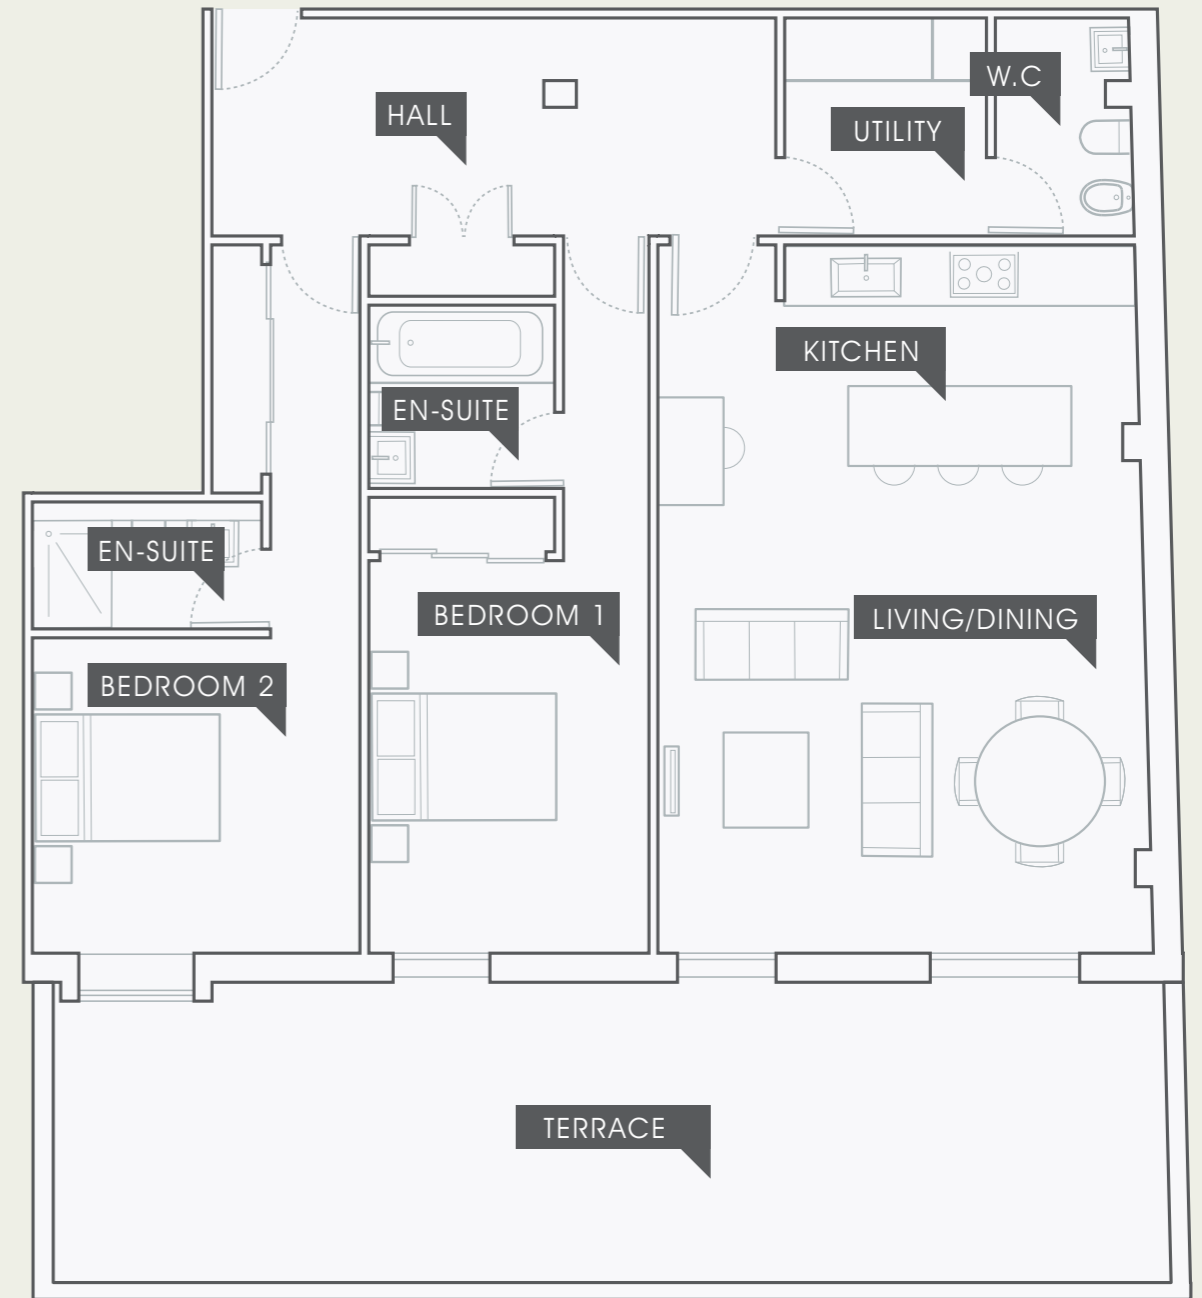 W.C
HALL
UTILITY
KITCHEN
EN-SUITE
EN-SUITE
BEDROOM 1
LIVING/DINING
BEDROOM 2
TERRACE